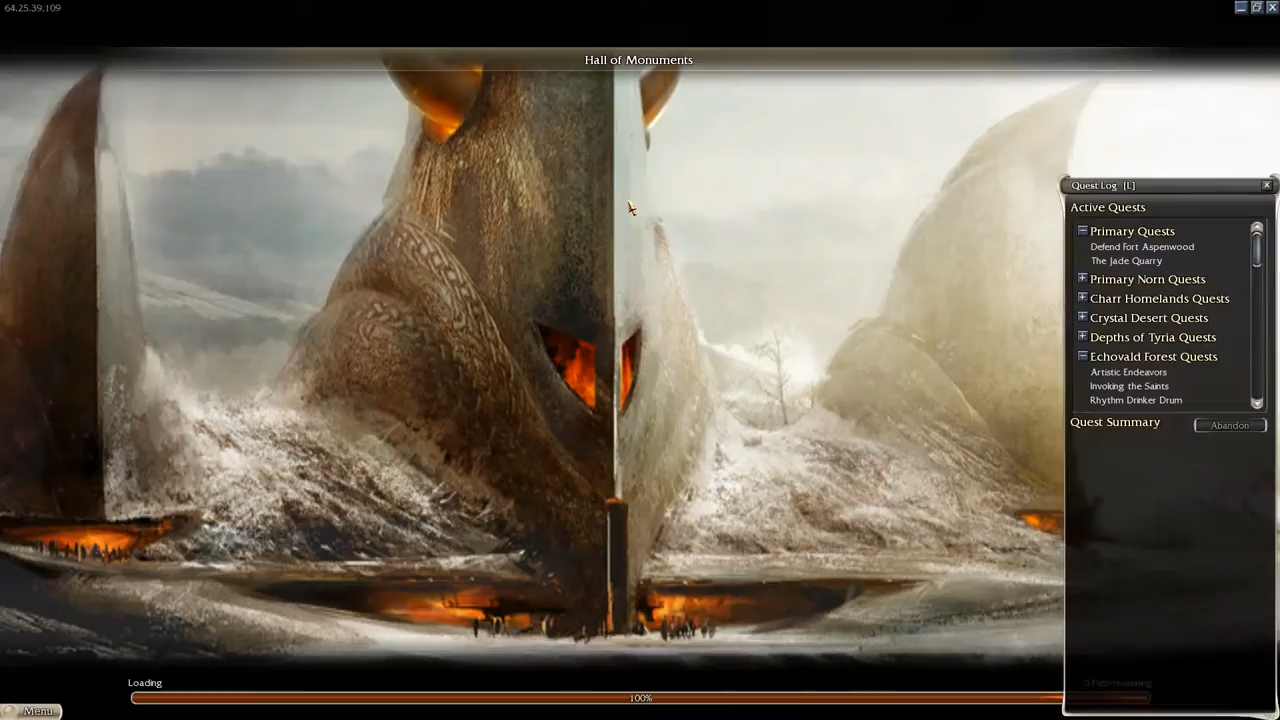 64.25.39.109
Hall of Monuments
Quest Log [L]
Active Quests
Primary Quests
Defend Fort Aspenwood
The Jade Quarry
Primary Norn Quests
Charr Homelands Quests
Crystal Desert Quests
Depths of Tyria Quests
Echovald Forest Quests
Artistic Endeavors
Invoking the Saints
Rhythm Drinker Drum
Quest Summary
Abandon
Loading
100%
Menu